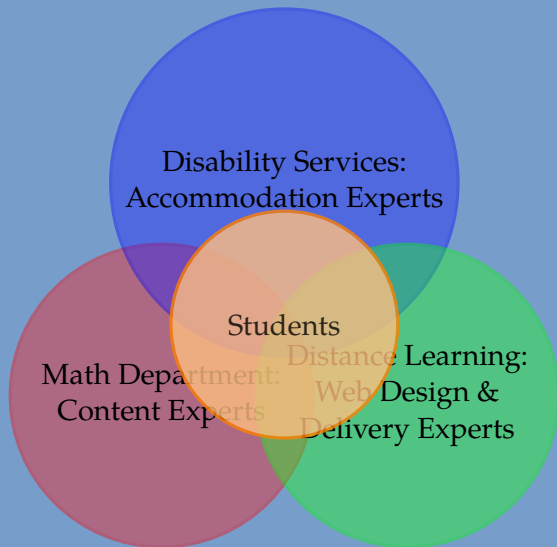 Disability Services:
Accommodation Experts
Students
Math Department:
Content Experts
Distance Learning:
Web Design &
Delivery Experts